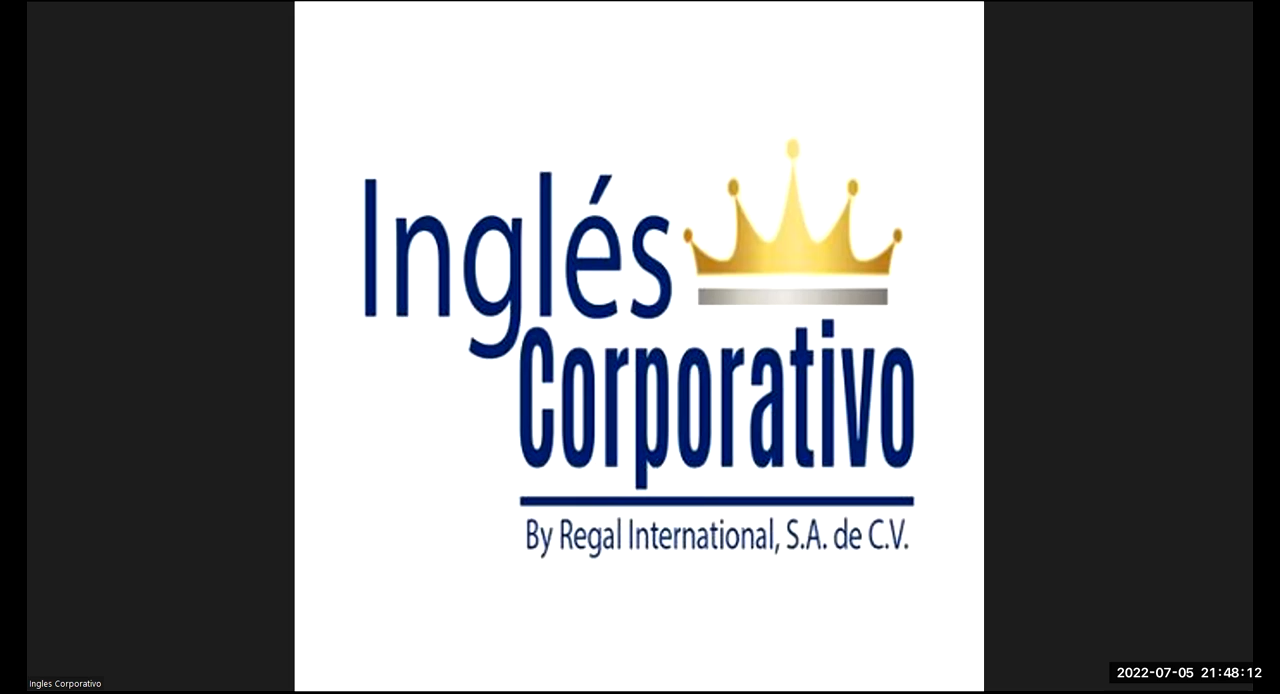 Inglés
Corporativo
By Regal International, S.A. de C.V.
Ingles Corporativo
2022-07-05 21:48:12